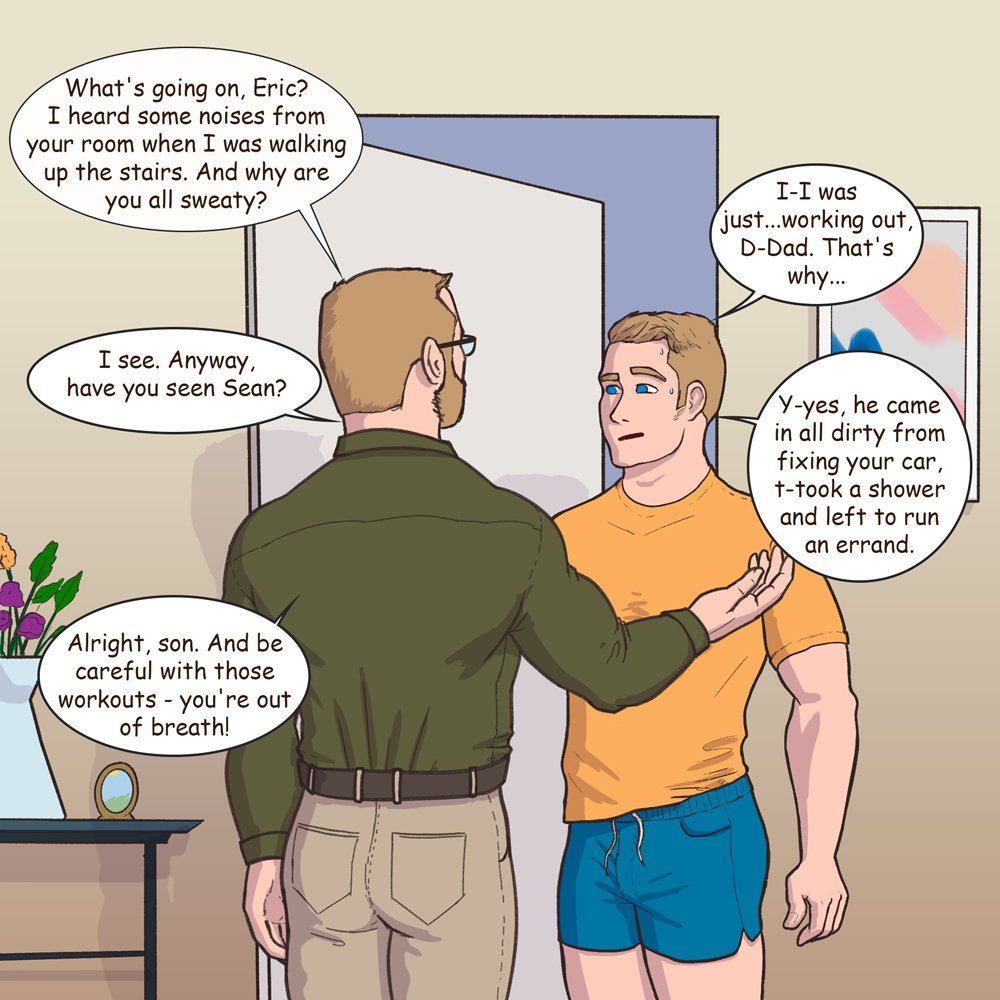 What's going on, Eric?
I heard some noises from
your room when I was walking
up the stairs. And why are
you all sweaty?
I-I was
just...working out,
D-Dad. That's
why...
I see. Anyway,
have you seen Sean?
Y-yes, he came
in all dirty from
fixing your car,
t-took a shower
and left to run
an errand.
Alright, son. And be
careful with those
workouts - you're out
of breath!